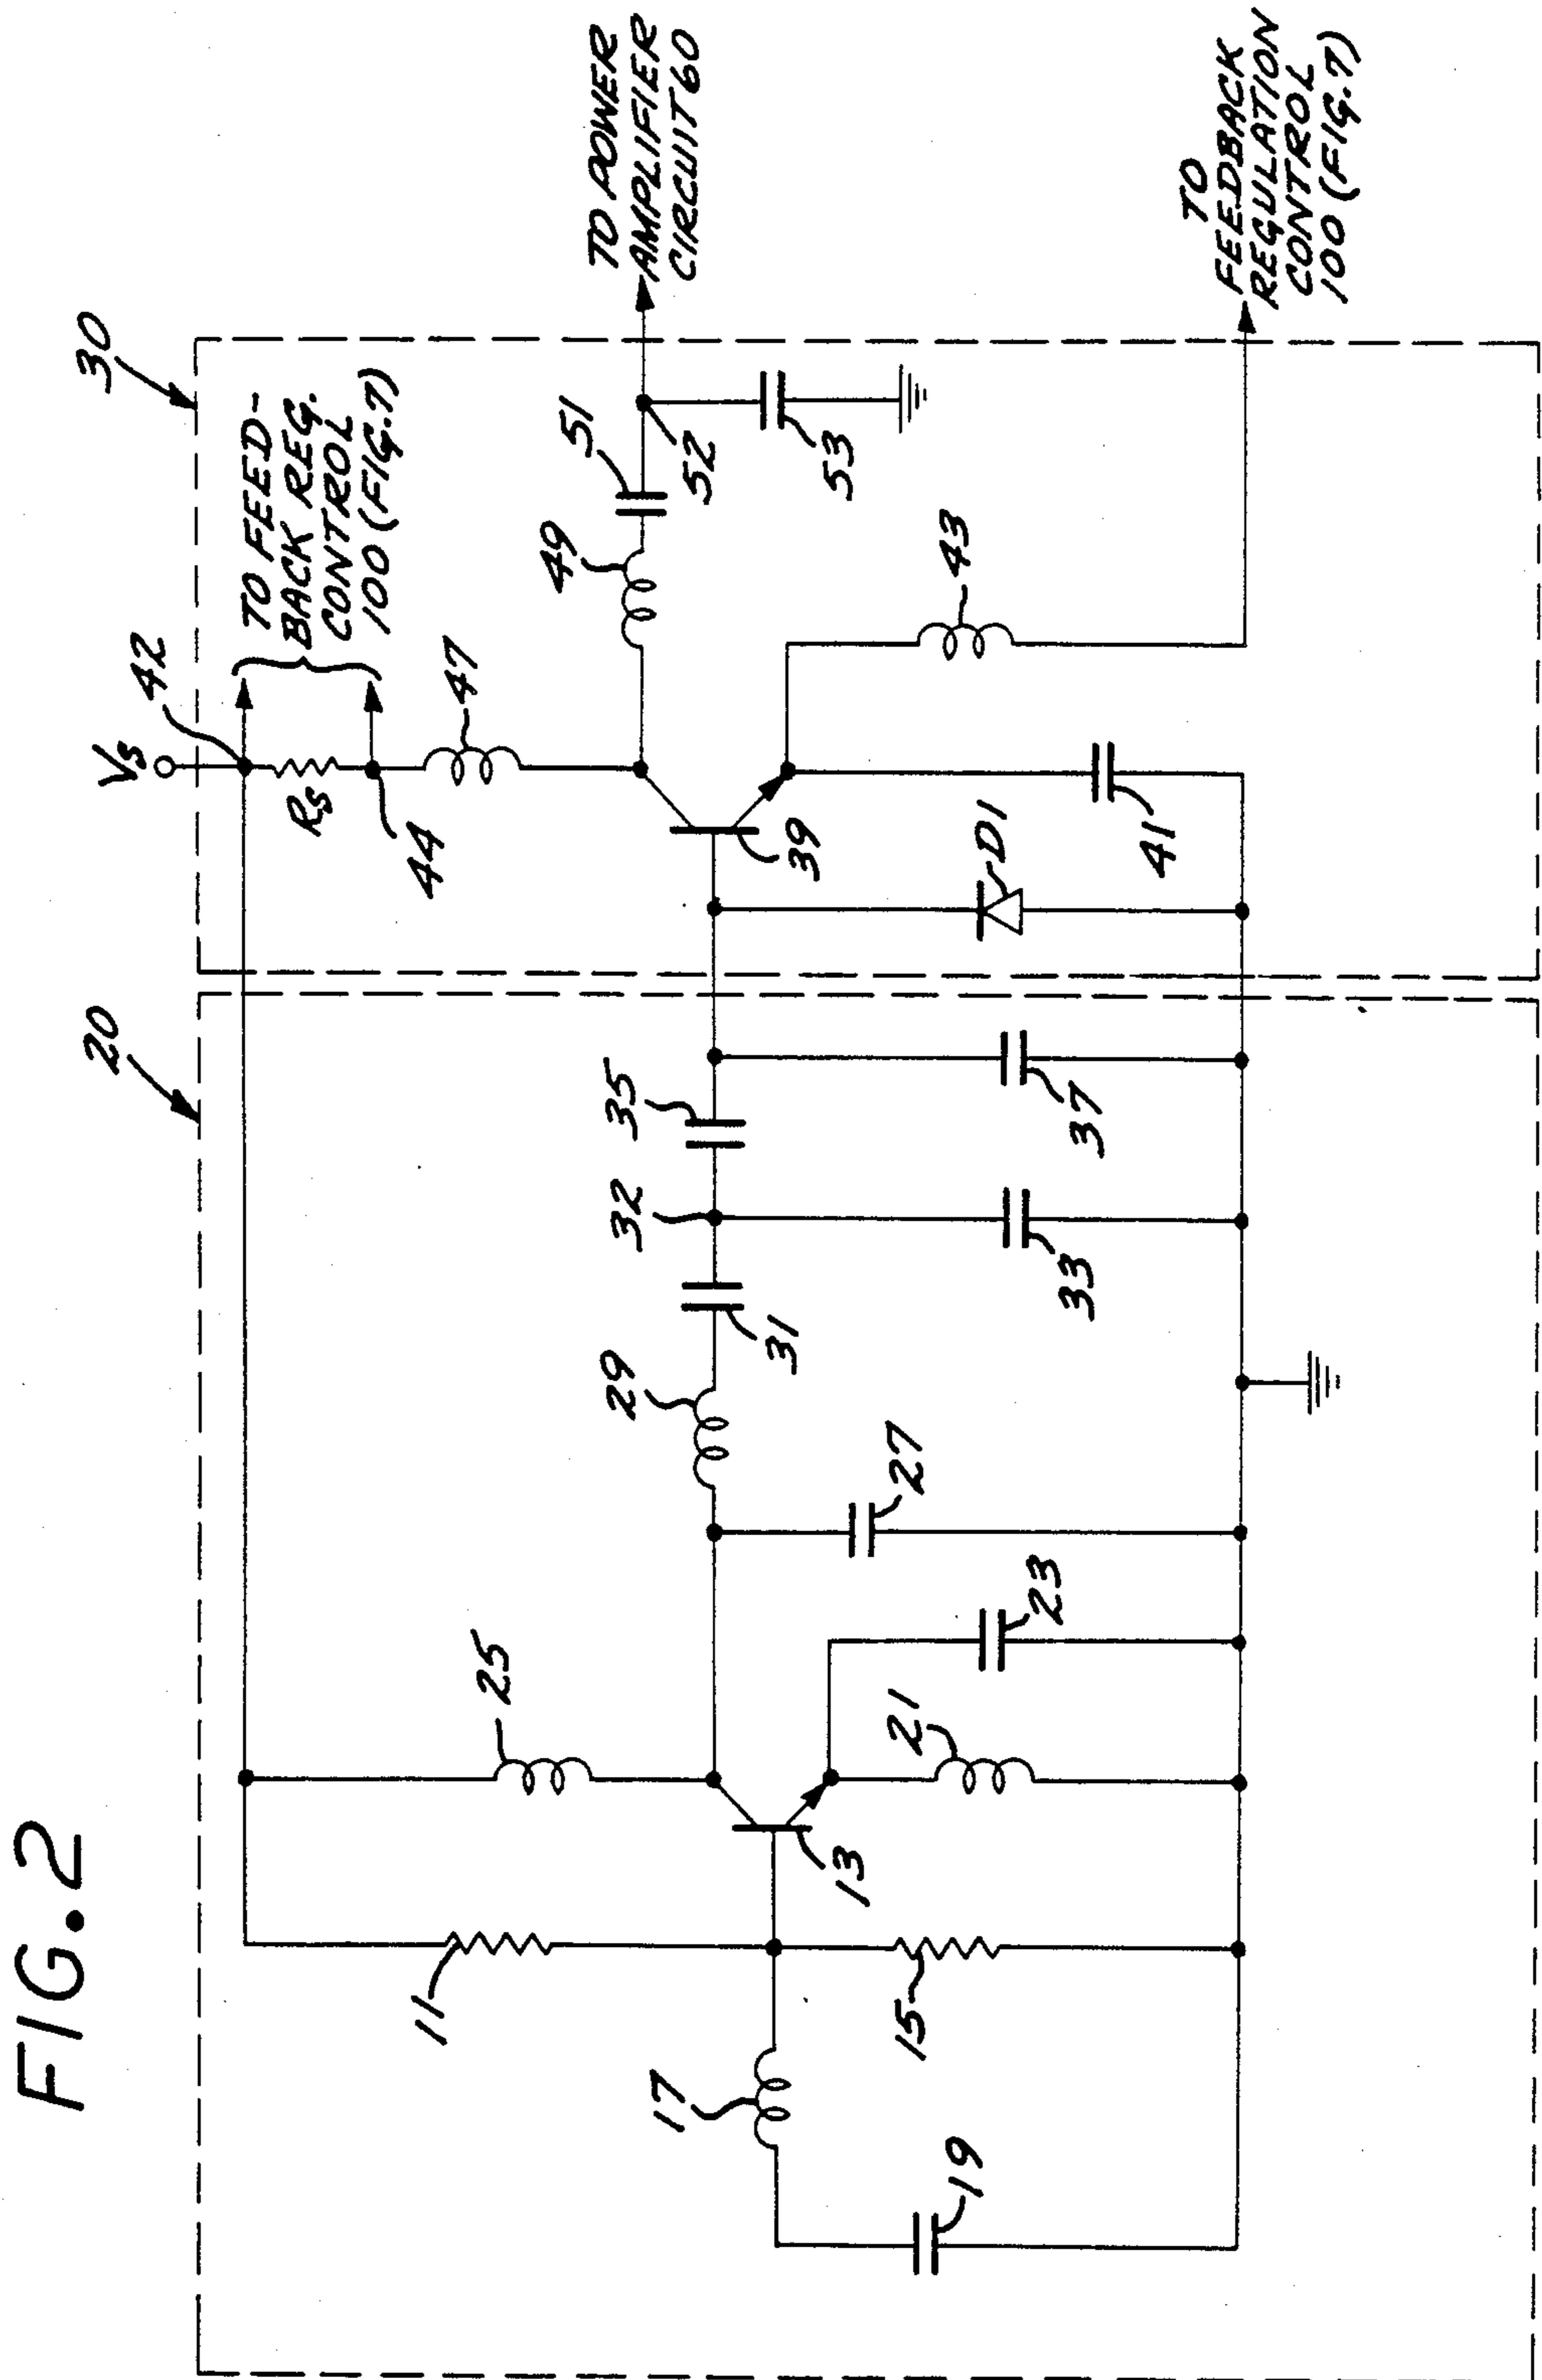 FIG. 2
20
30
Vs
42
Rs
44
TO FEED-
BACK REG.
CONTROL
100 (FIG. 7)
47
49
51
52
53
TO POWER
AMPLIFIER
CIRCUIT 60
43
TO
FEEDBACK
REGULATION
CONTROL
100 (FIG. 7)
39
D1
41
11
25
13
15
17
19
21
23
27
29
31
32
33
35
37